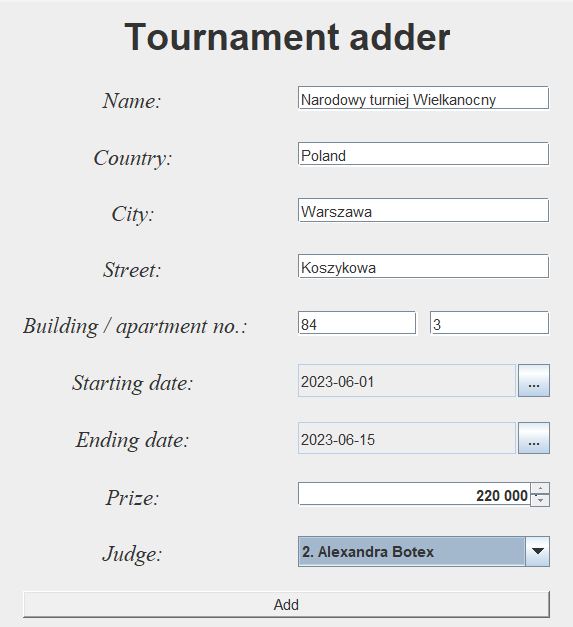 Tournament adder
Name: Narodowy turniej Wielkanocny
Country: Poland
City: Warszawa
Street: Koszykowa
Building / apartment no.: 84 3
Starting date: 2023-06-01 ...
Ending date: 2023-06-15 ...
Prize: 220 000
Judge: 2. Alexandra Botex
Add